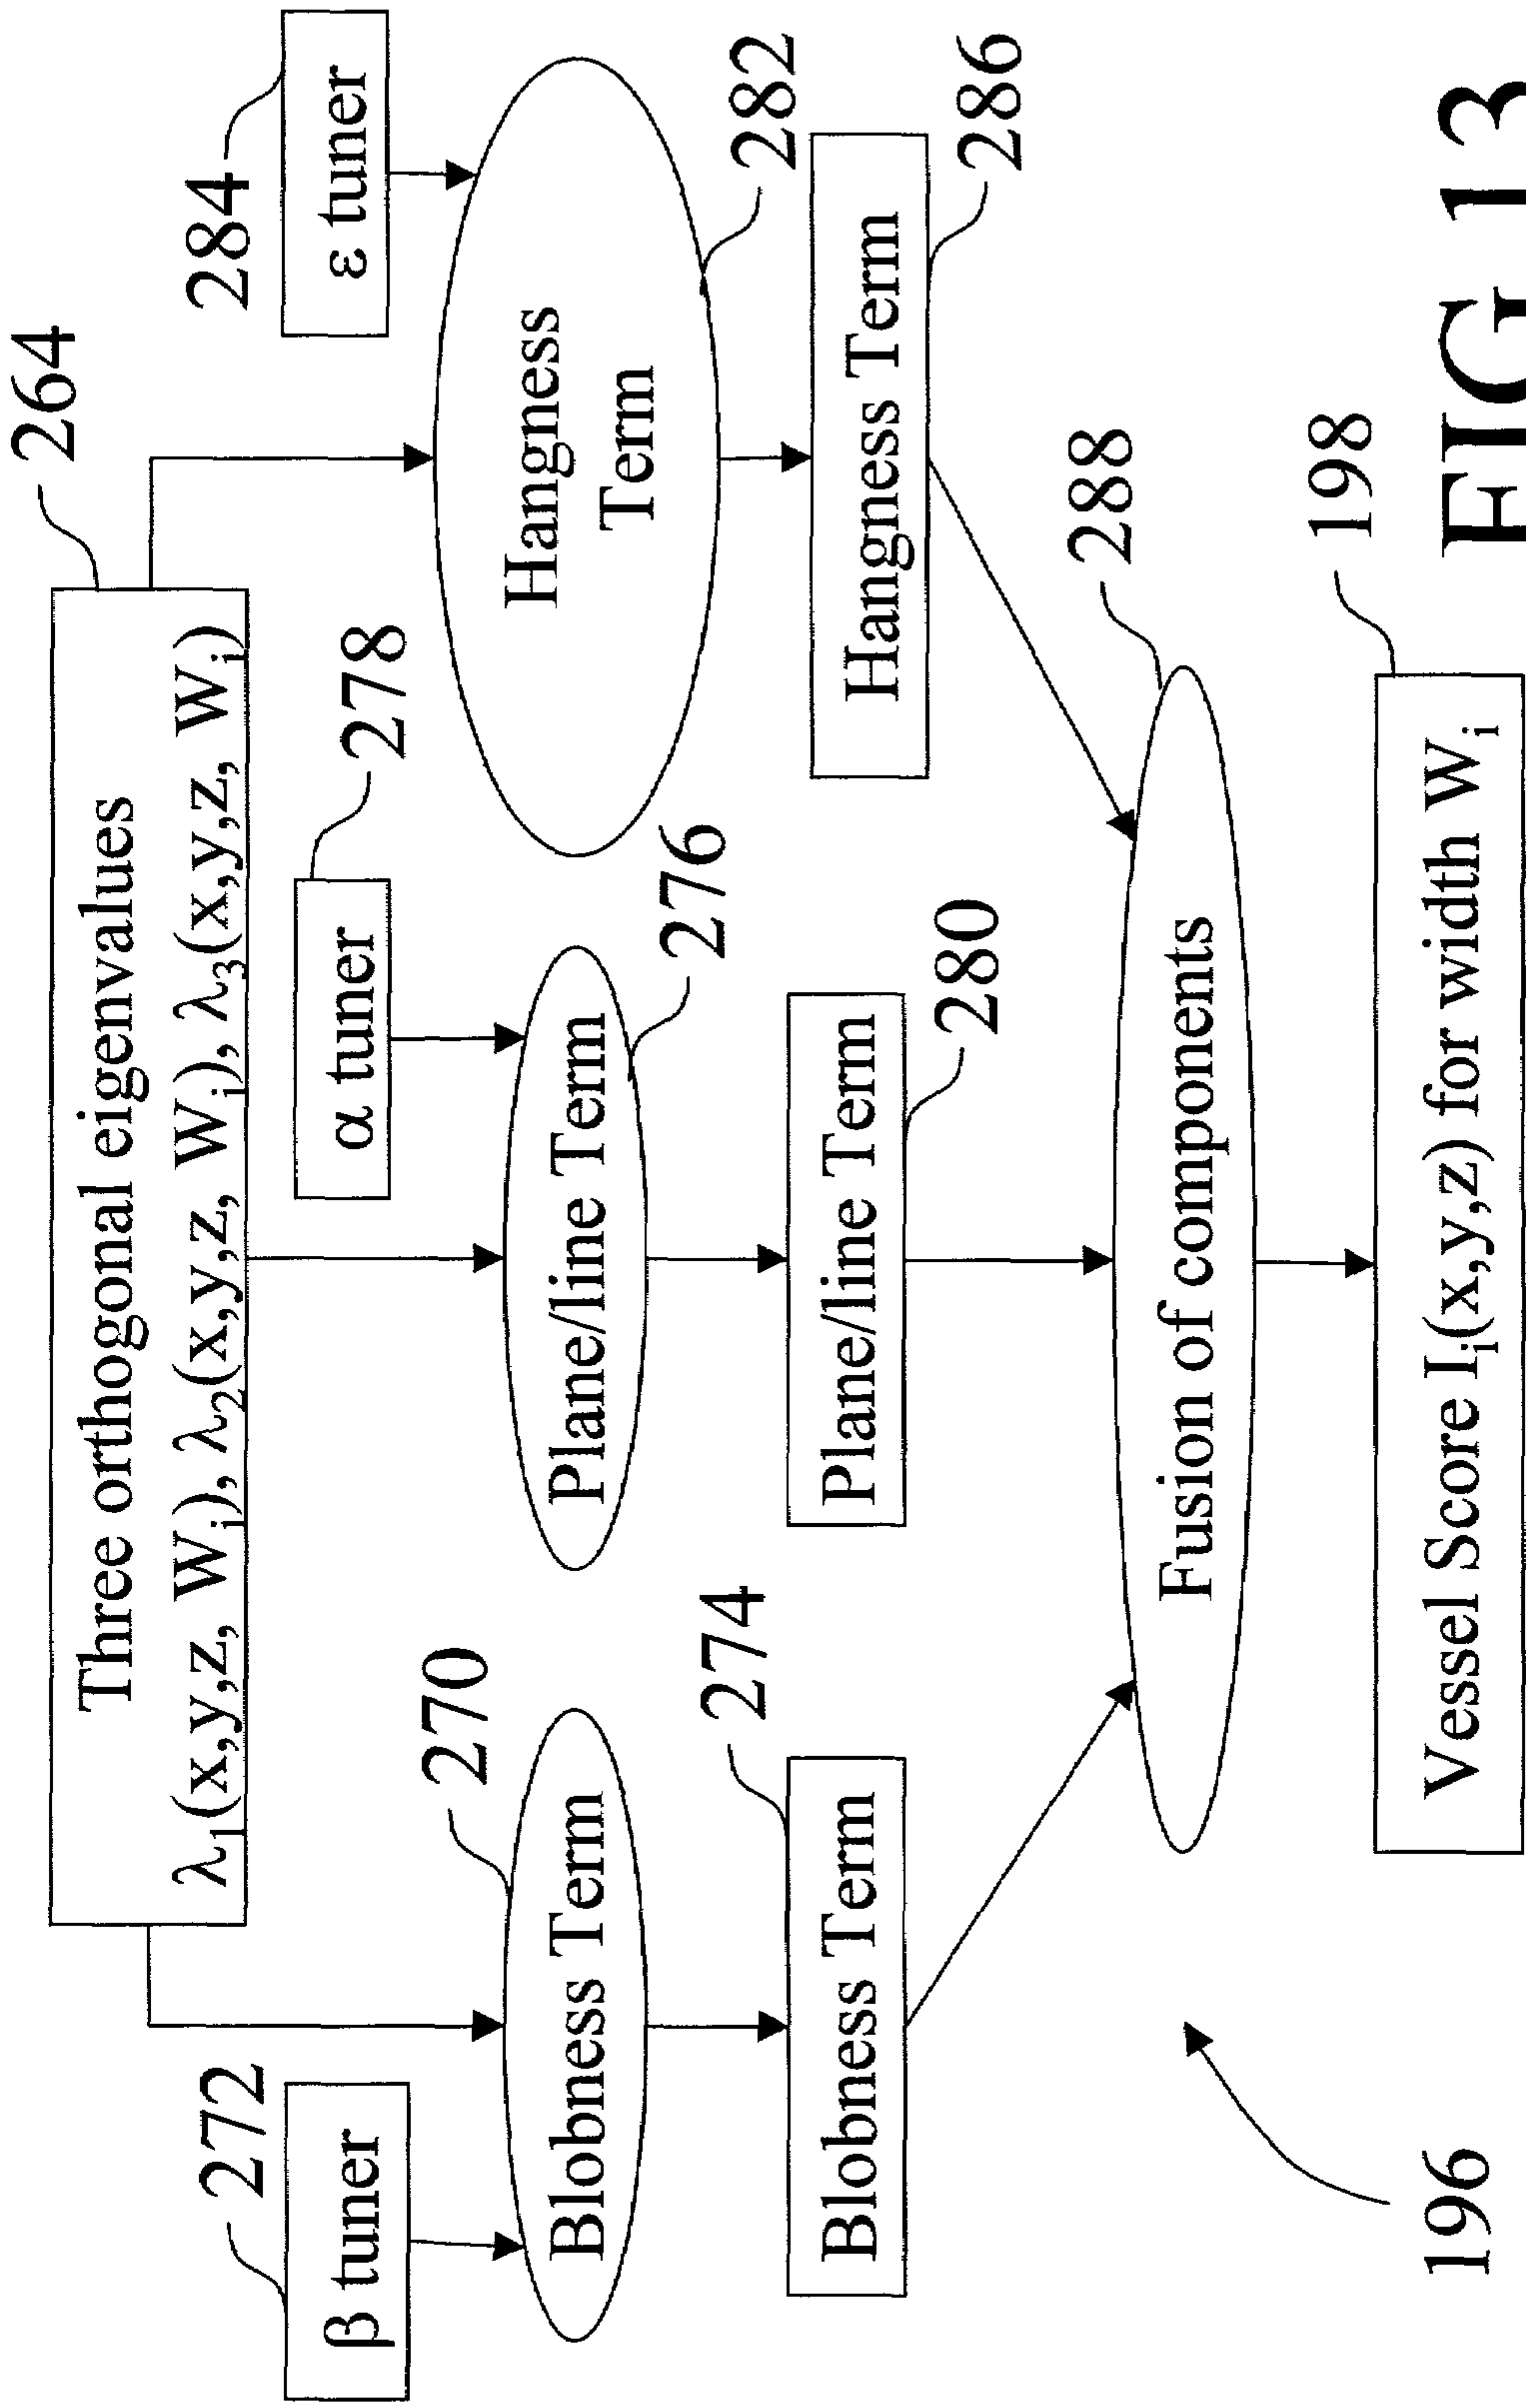 264
Three orthogonal eigenvalues
λ1(x,y,z, Wi), λ2(x,y,z, Wi), λ3(x,y,z, Wi)
272
β tuner
270
Blobness Term
274
Blobness Term
278
α tuner
276
Plane/line Term
280
Plane/line Term
284
ε tuner
Hangness
Term
282
Hangness Term
286
288
Fusion of components
198
Vessel Score Ii(x,y,z) for width Wi
196
FIG 13